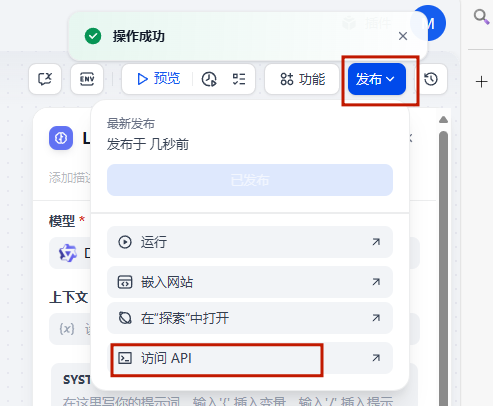 操作成功
M
ENV
预览
功能
发布
最新发布
发布于 几秒前
已发布
L
添加描
模型 *
D
运行
嵌入网站
上下文
在“探索”中打开
{x}
访问 API
SYS
在这里写你的提示词，输入'{' 插入变量、输入'/' 插入提示